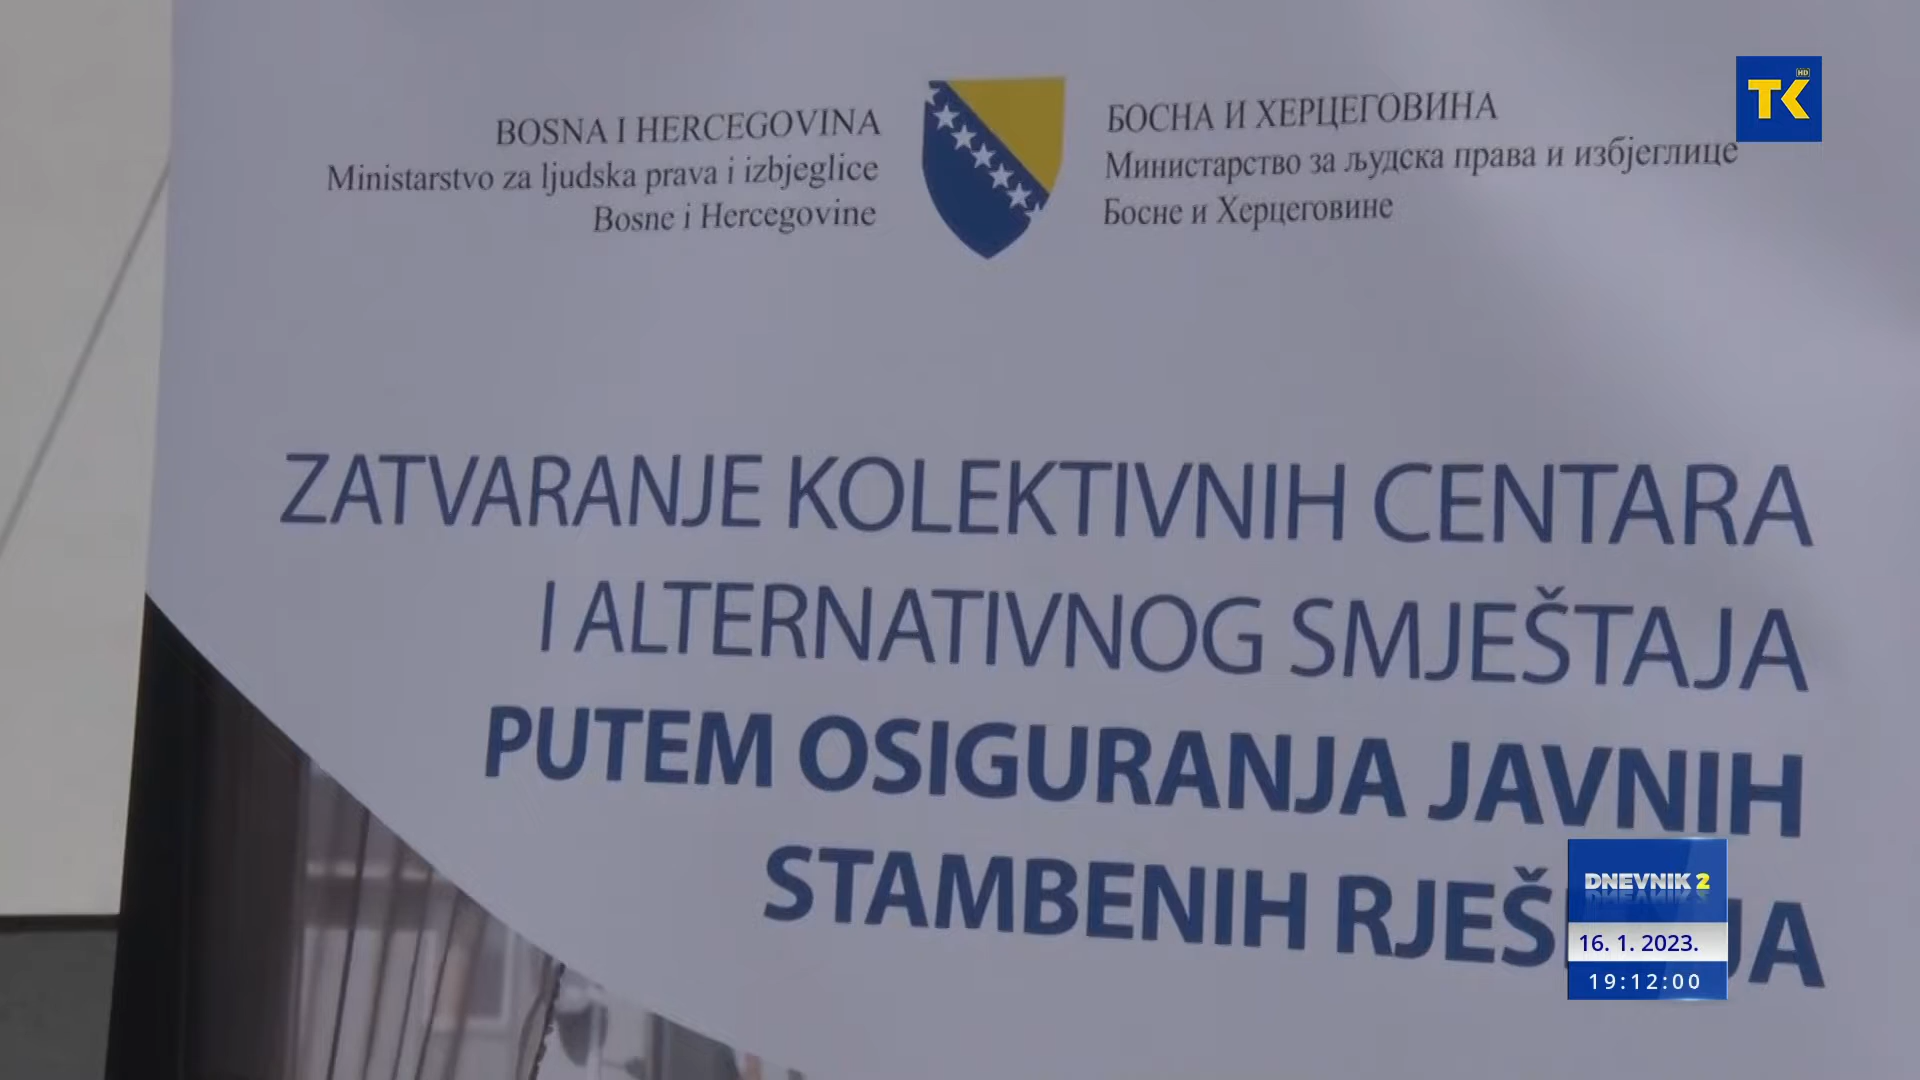 BOSNA I HERCEGOVINA
Ministarstvo za ljudska prava i izbjeglice
Bosne i Hercegovine
БОСНА И ХЕРЦЕГОВИНА
Министарство за људска права и избјеглице
Босне и Херцеговине
TK HD
ZATVARANJE KOLEKTIVNIH CENTARA
I ALTERNATIVNOG SMJEŠTAJA
PUTEM OSIGURANJA JAVNIH
STAMBENIH
DNEVNIK 2
16. 1. 2023.
19:12:00